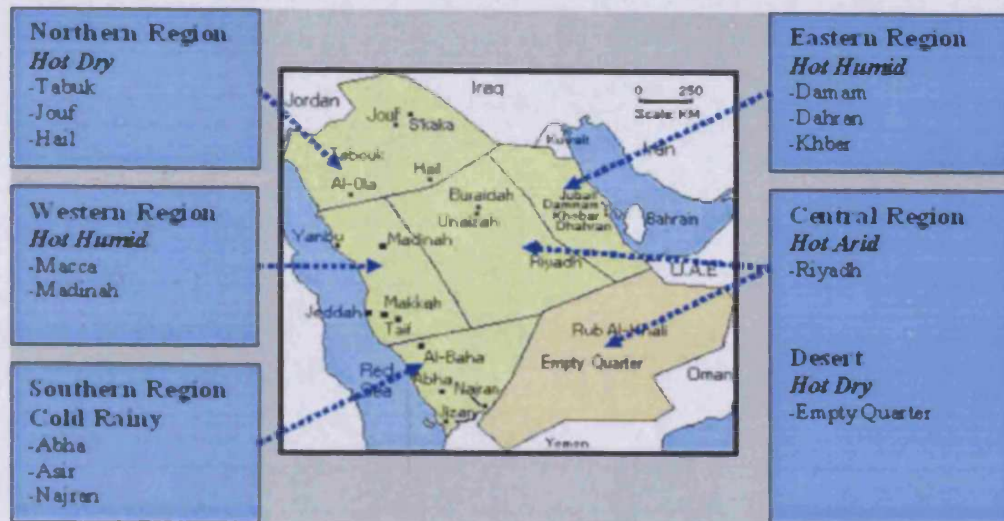 Northern Region
Hot Dry
-Tabuk
-Jouf
-Hail
Western Region
Hot Humid
-Macca
-Madinah
Southern Region
Cold Rainy
-Abha
-Asir
-Najran
Jordan
Iraq
0 250
Scale: KM
Jouf
S'kaka
Kuwait
Iran
Tabouk
Hail
Al-Ola
Buraidah
Unaizah
Jubail
Dammam
Khobar
Dhahran
Bahrain
Yanbu
Madinah
Riyadh
U.A.E
Jeddah
Makkah
Taif
Rub Al-Khali
Al-Baha
Empty Quarter
Red
Sea
Abha
Najran
Oman
Jizan
Yemen
Eastern Region
Hot Humid
-Damam
-Dahran
-Khber
Central Region
Hot Arid
-Riyadh
Desert
Hot Dry
-Empty Quarter